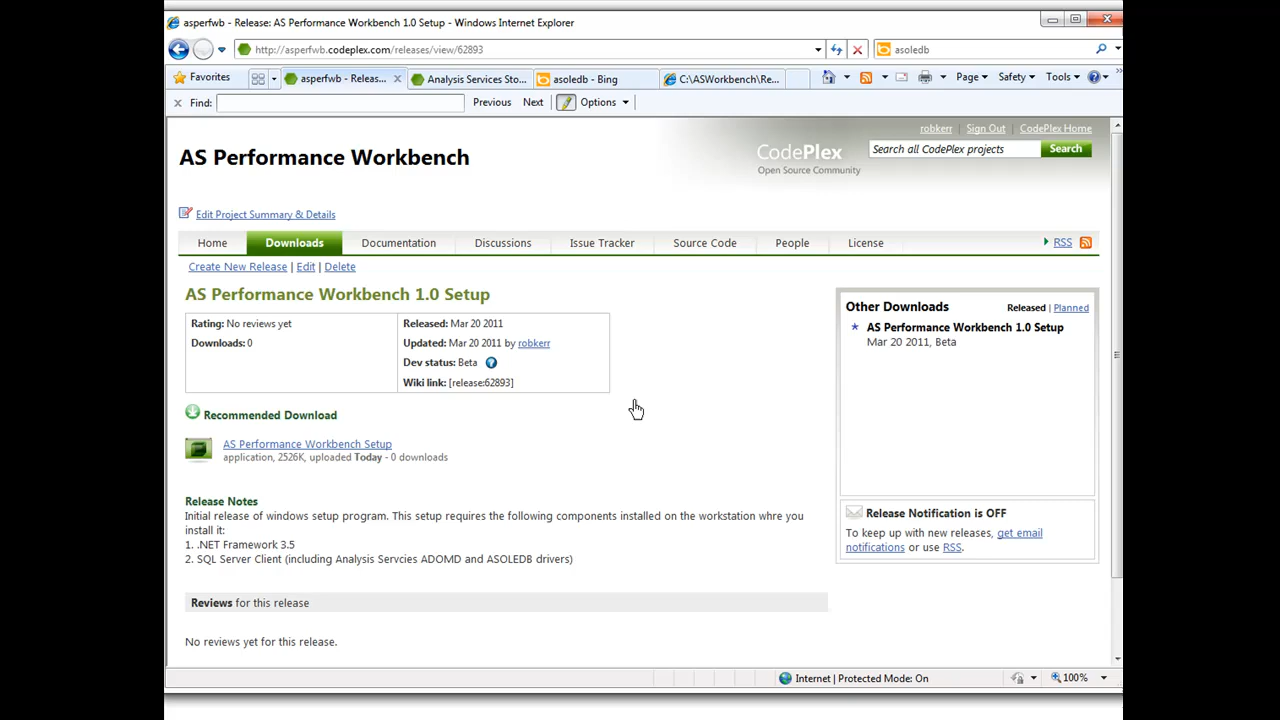 asperfwb - Release: AS Performance Workbench 1.0 Setup - Windows Internet Explorer
http://asperfwb.codeplex.com/releases/view/62893
asoledb
Favorites
asperfwb - Releas...
Analysis Services Sto...
asoledb - Bing
C:\ASWorkbench\Re...
Page
Safety
Tools
Find:
Previous
Next
Options
robkerr | Sign Out | CodePlex Home
AS Performance Workbench
CodePlex
Open Source Community
Search all CodePlex projects
Search
Edit Project Summary & Details
Home
Downloads
Documentation
Discussions
Issue Tracker
Source Code
People
License
RSS
Create New Release | Edit | Delete
AS Performance Workbench 1.0 Setup
Rating: No reviews yet
Downloads: 0
Released: Mar 20 2011
Updated: Mar 20 2011 by robkerr
Dev status: Beta
Wiki link: [release:62893]
Recommended Download
AS Performance Workbench Setup
application, 2526K, uploaded Today - 0 downloads
Release Notes
Initial release of windows setup program. This setup requires the following components installed on the workstation whre you
install it:
1. .NET Framework 3.5
2. SQL Server Client (including Analysis Servcies ADOMD and ASOLEDB drivers)
Reviews for this release
No reviews yet for this release.
Other Downloads
Released | Planned
* AS Performance Workbench 1.0 Setup
Mar 20 2011, Beta
Release Notification is OFF
To keep up with new releases, get email
notifications or use RSS.
Internet | Protected Mode: On
100%